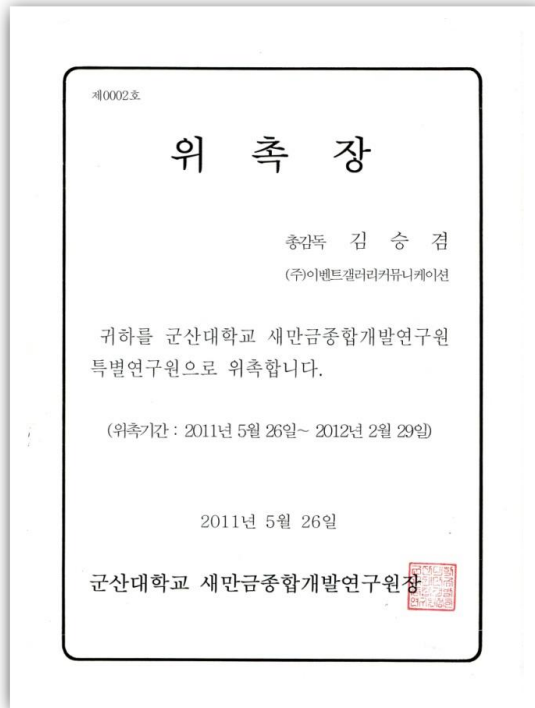 제0002호
위 촉 장
총감독 김 승 겸
(주)이벤트갤러리커뮤니케이션
귀하를 군산대학교 새만금종합개발연구원
특별연구원으로 위촉합니다.
(위촉기간 : 2011년 5월 26일~ 2012년 2월 29일)
2011년 5월 26일
군산대학교 새만금종합개발연구원장